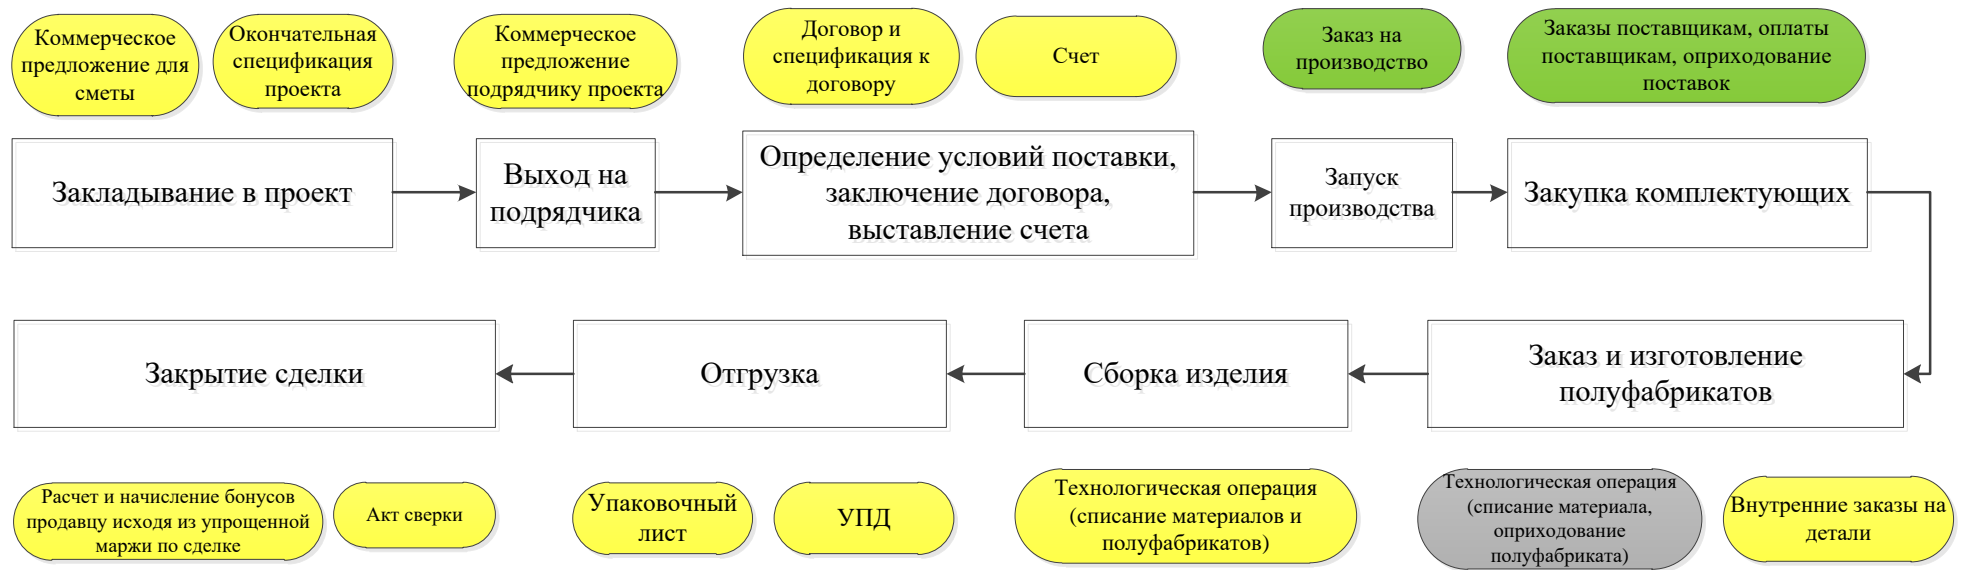 Коммерческое
предложение для
сметы
Окончательная
спецификация
проекта
Коммерческое
предложение
подрядчику проекта
Договор и
спецификация к
договору
Счет
Заказ на
производство
Заказы поставщикам, оплаты
поставщикам, оприходование
поставок
Закладывание в проект
Выход на
подрядчика
Определение условий поставки,
заключение договора,
выставление счета
Запуск
производства
Закупка комплектующих
Закрытие сделки
Отгрузка
Сборка изделия
Заказ и изготовление
полуфабрикатов
Расчет и начисление бонусов
продавцу исходя из упрощенной
маржи по сделке
Акт сверки
Упаковочный
лист
УПД
Технологическая операция
(списание материалов и
полуфабрикатов)
Технологическая операция
(списание материала,
оприходование
полуфабриката)
Внутренние заказы на
детали